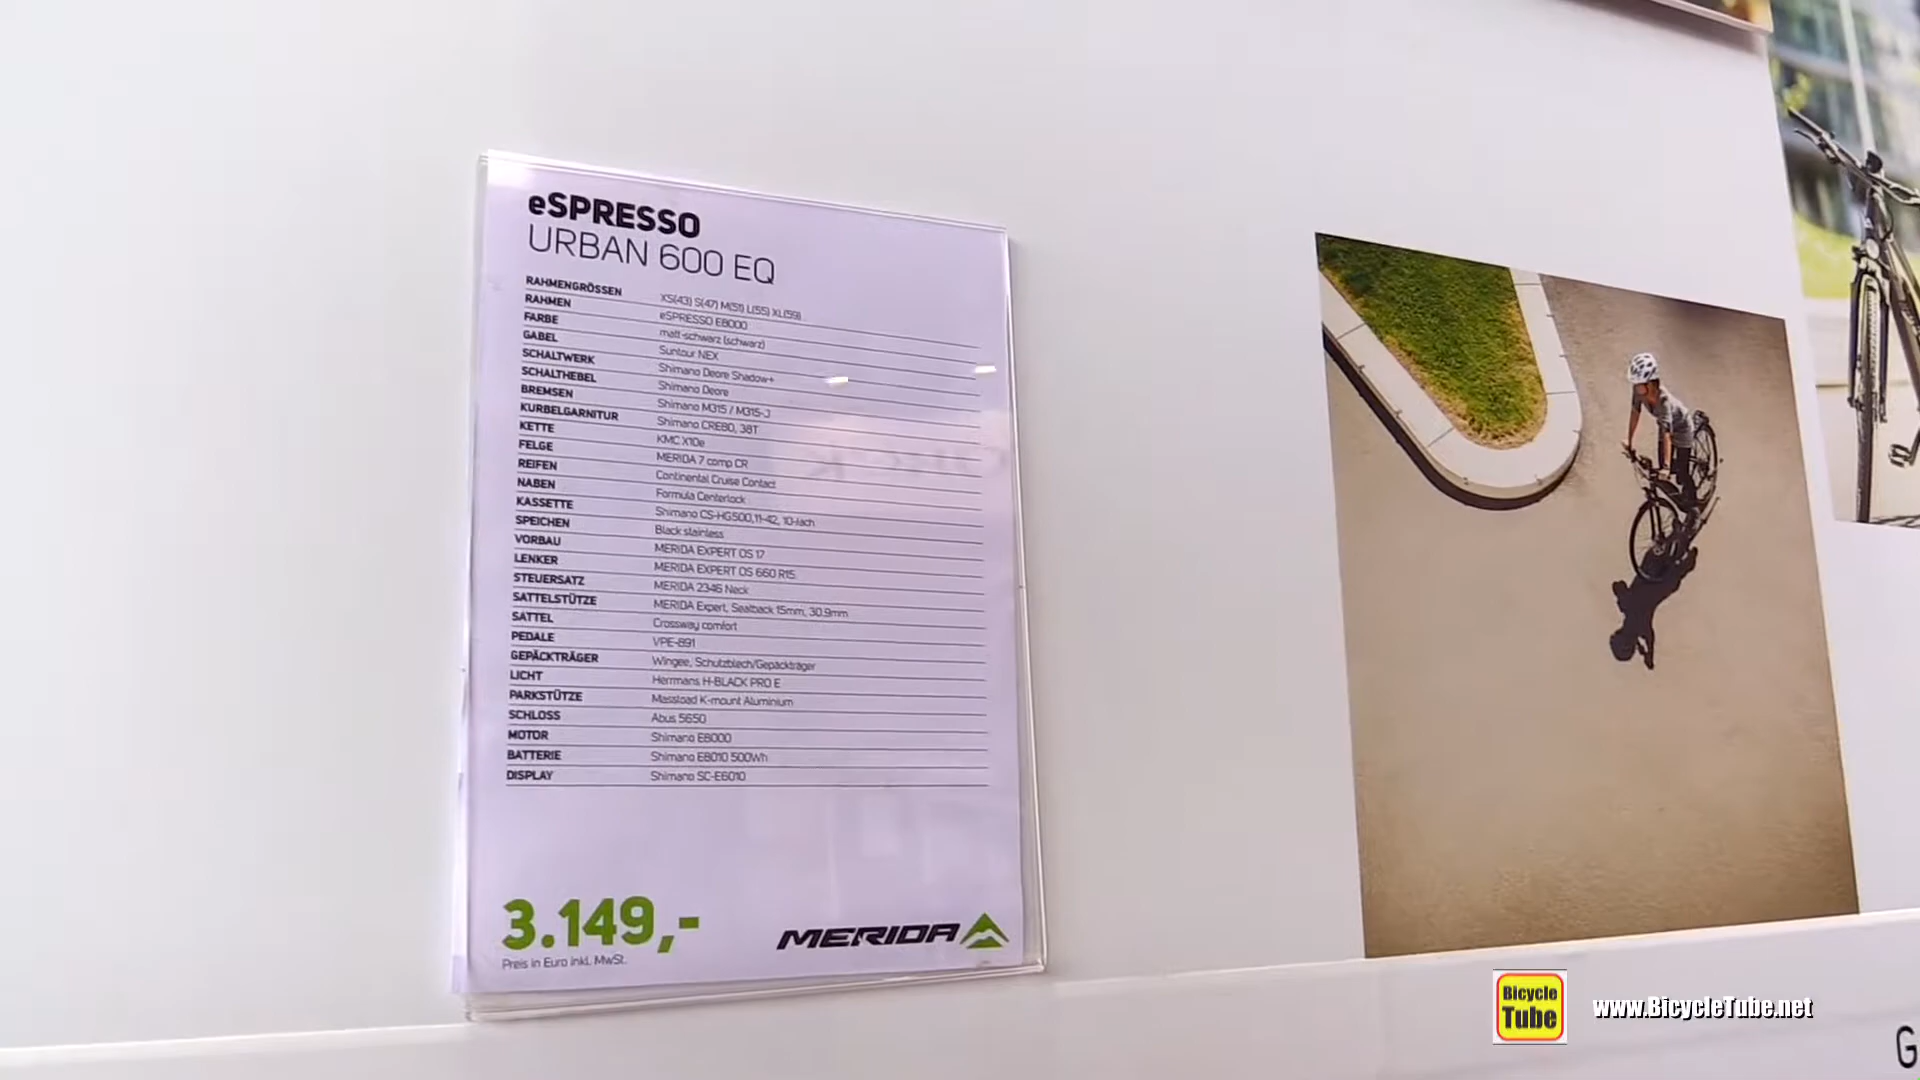 eSPRESSO
URBAN 600 EQ
RAHMENGRÖSSEN XS(43) S(47) M(51) L(55) XL(59)
RAHMEN eSPRESSO E8000
FARBE matt-schwarz (schwarz)
GABEL Suntour NEX
SCHALTWERK Shimano Deore Shadow+
SCHALTHEBEL Shimano Deore
BREMSEN Shimano M315 / M315-J
KURBELGARNITUR Shimano CRE80, 38T
KETTE KMC X10e
FELGE MERIDA 7 comp CR
REIFEN Continental Cruise Contact
NABEN Formula Centerlock
KASSETTE Shimano CS-HG500,11-42, 10-fach
SPEICHEN Black stainless
VORBAU MERIDA EXPERT OS 17
LENKER MERIDA EXPERT OS 660 R15
STEUERSATZ MERIDA 2346 Neck
SATTELSTÜTZE MERIDA Expert, Seatback 15mm, 30.9mm
SATTEL Crossway comfort
PEDALE VPE-891
GEPÄCKTRÄGER Wingee, Schutzblech/Gepäckträger
LICHT Herrmans H-BLACK PRO E
PARKSTÜTZE Massload K-mount Aluminium
SCHLOSS Abus 5650
MOTOR Shimano E8000
BATTERIE Shimano E8010 500Wh
DISPLAY Shimano SC-E6010
3.149,-
Preis in Euro inkl. MwSt.
MERIDA
Bicycle
Tube
www.BicycleTube.net
G